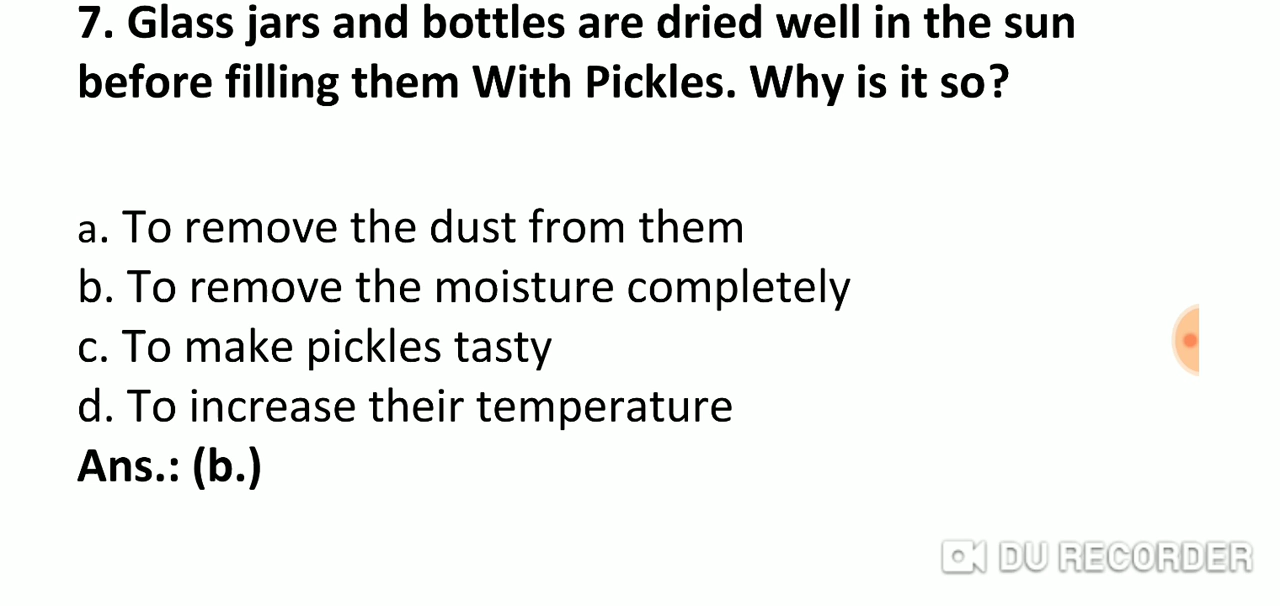 7. Glass jars and bottles are dried well in the sun
before filling them With Pickles. Why is it so?
a. To remove the dust from them
b. To remove the moisture completely
c. To make pickles tasty
d. To increase their temperature
Ans.: (b.)
DU RECORDER